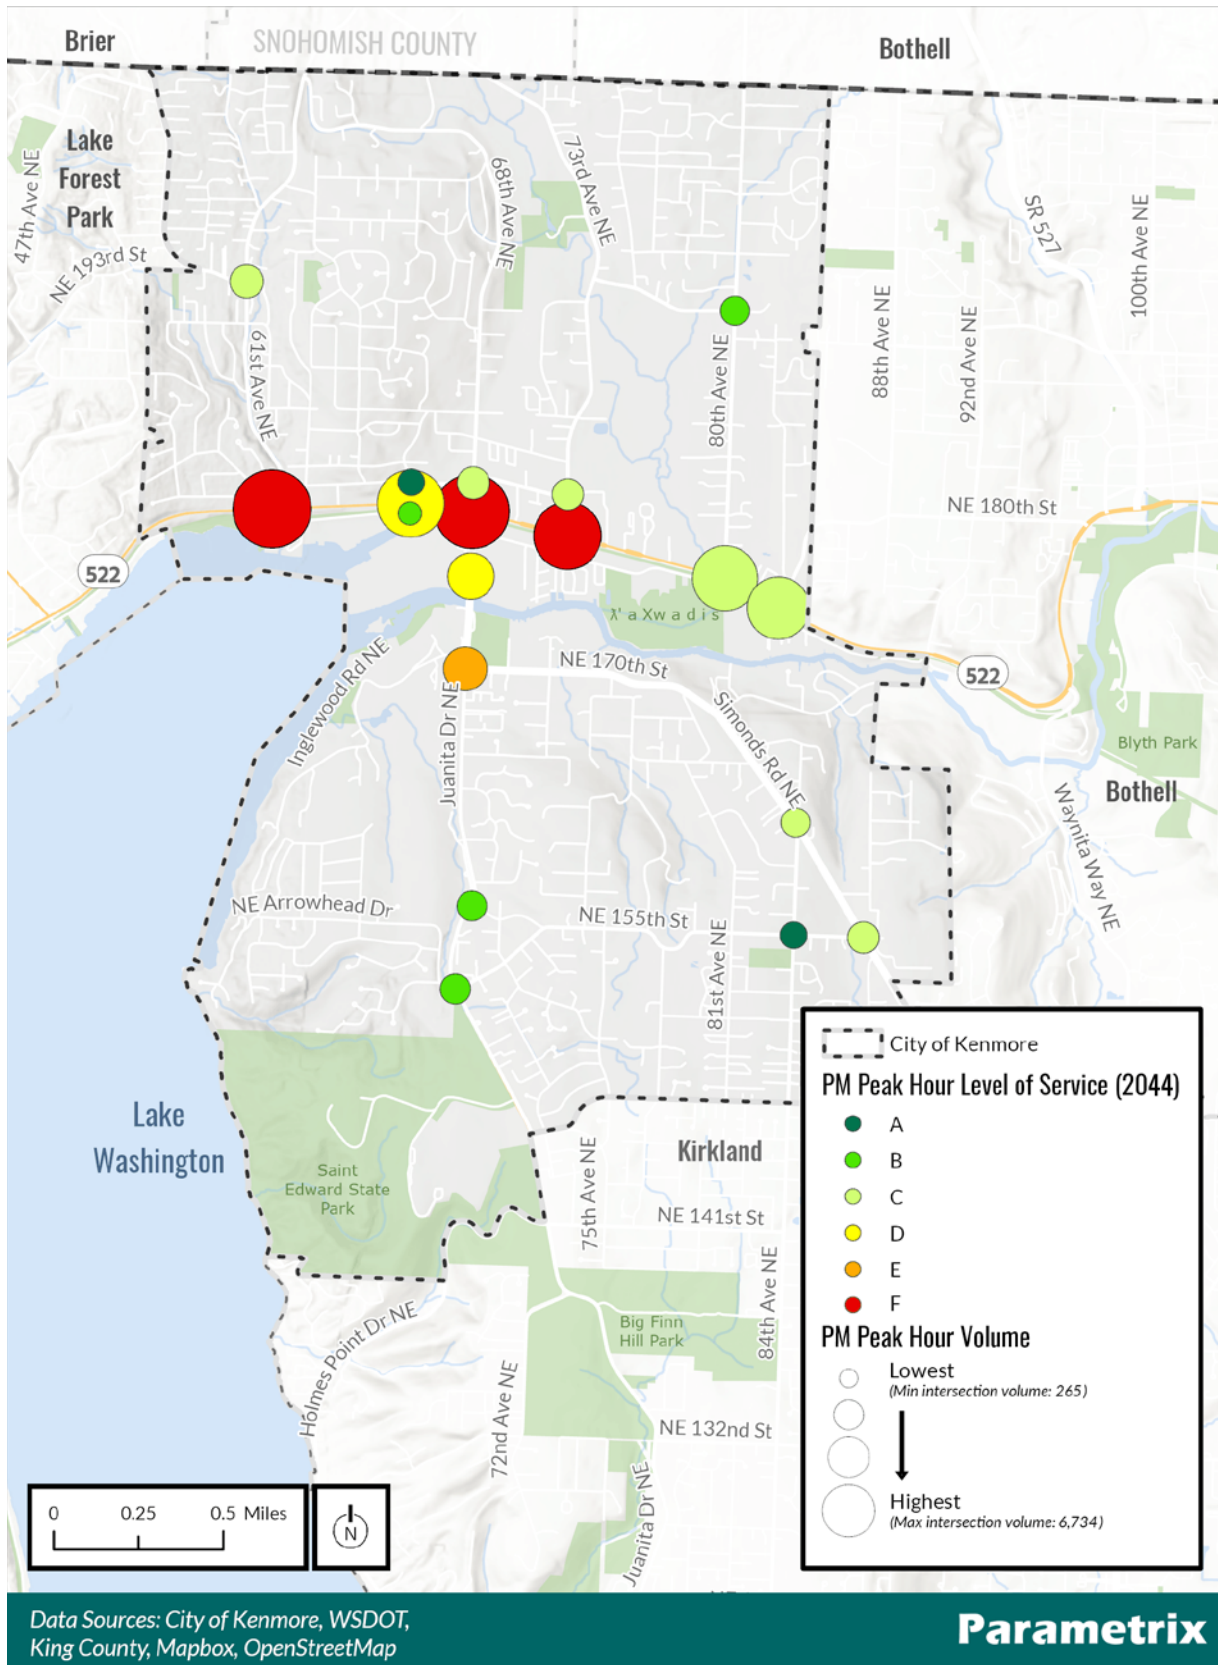 Brier
SNOHOMISH COUNTY
Bothell
Lake
Forest
Park
47th Ave NE
NE 193rd St
68th Ave NE
73rd Ave NE
SR 527
100th Ave NE
61st Ave NE
80th Ave NE
88th Ave NE
92nd Ave NE
NE 180th St
522
ƛ' a X w a d i s
Inglewood Rd NE
NE 170th St
522
Juanita Dr NE
Simonds Rd NE
Blyth Park
Bothell
Waynita Way NE
NE Arrowhead Dr
NE 155th St
81st Ave NE
Lake
Washington
Saint
Edward State
Park
75th Ave NE
Kirkland
NE 141st St
84th Ave NE
Big Finn
Hill Park
Holmes Point Dr NE
72nd Ave NE
NE 132nd St
Juanita Dr NE
City of Kenmore
PM Peak Hour Level of Service (2044)
A
B
C
D
E
F
PM Peak Hour Volume
Lowest
(Min intersection volume: 265)
Highest
(Max intersection volume: 6,734)
0 0.25 0.5 Miles
N
Data Sources: City of Kenmore, WSDOT,
King County, Mapbox, OpenStreetMap
Parametrix